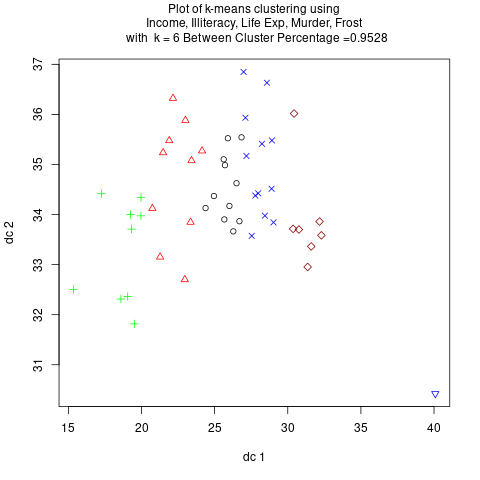 Plot of k-means clustering using
Income, Illiteracy, Life Exp, Murder, Frost
with k = 6 Between Cluster Percentage =0.9528
37
36
35
34
33
32
31
dc 2
15 20 25 30 35 40
dc 1